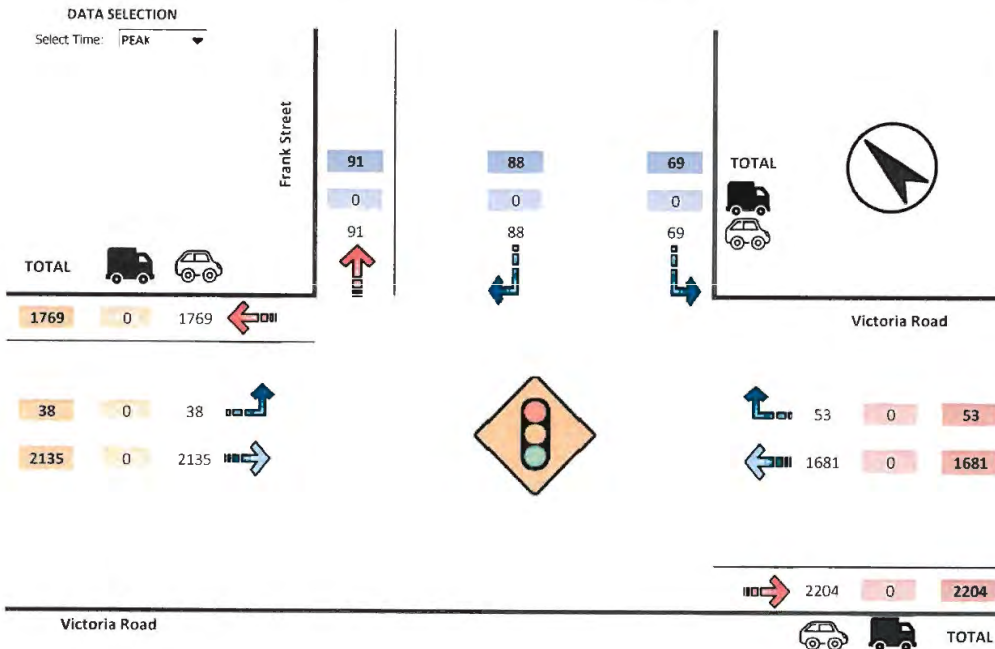 DATA SELECTION
Select Time: PEAK
Frank Street
91 88 69 TOTAL
0 0 0
91 88 69
TOTAL
1769 0 1769
Victoria Road
38 0 38
53 0 53
2135 0 2135
1681 0 1681
2204 0 2204
Victoria Road
TOTAL